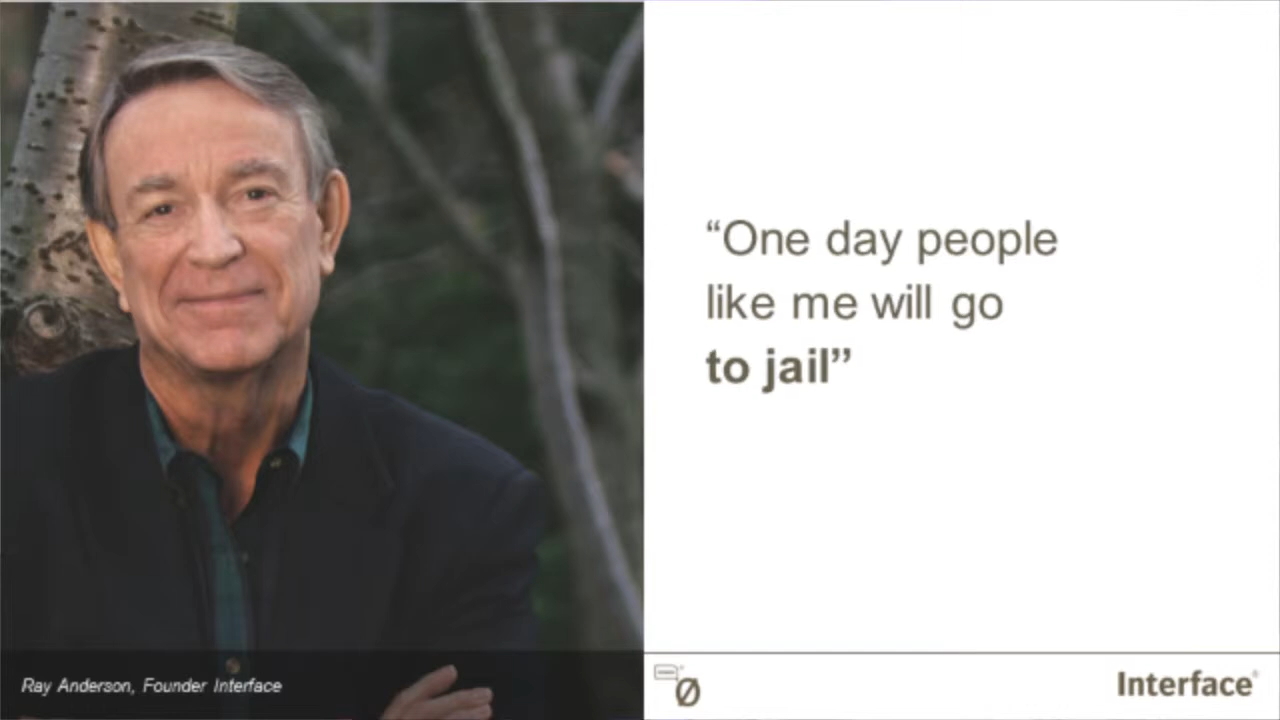 “One day people
like me will go
to jail”
Ray Anderson, Founder Interface
Ø
Interface®